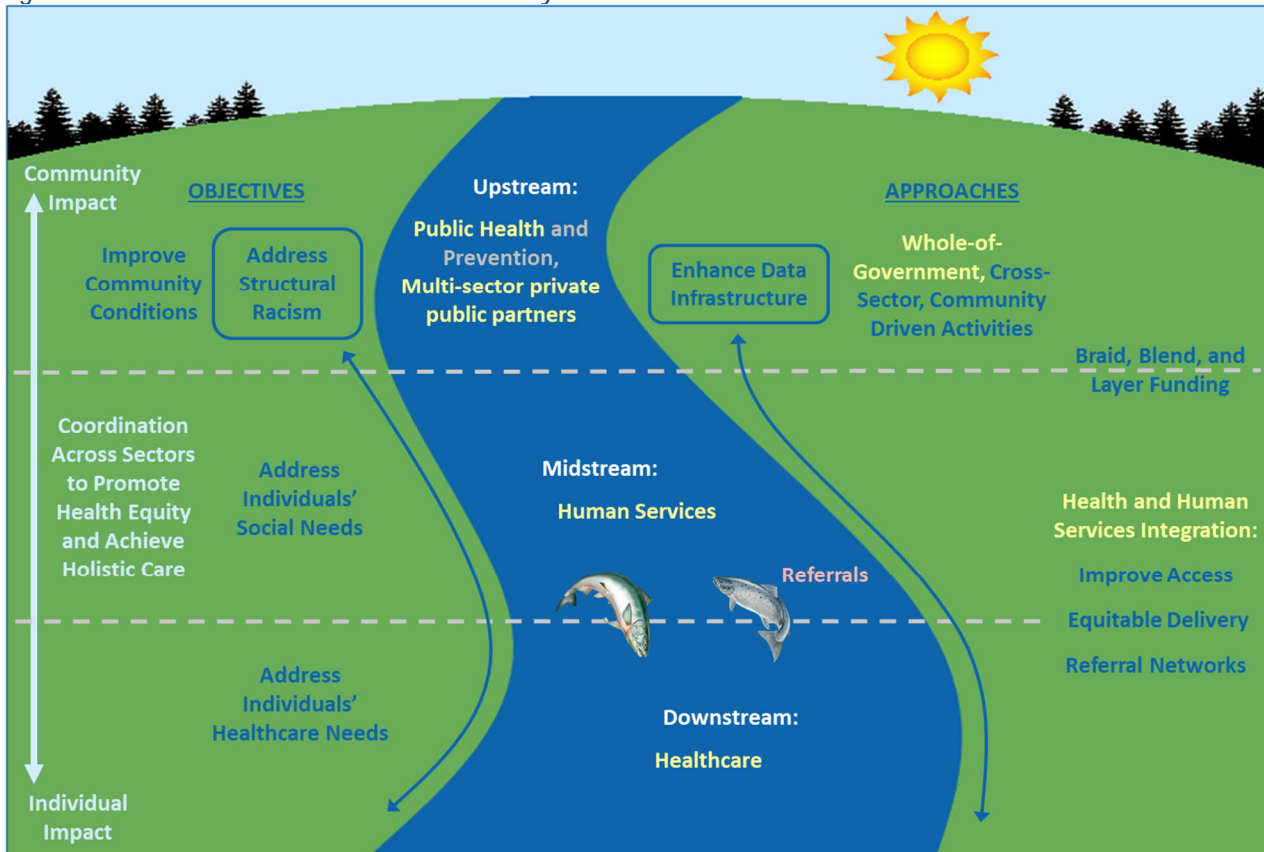 Community
Impact
OBJECTIVES
Improve
Community
Conditions
Address
Structural
Racism
Upstream:
Public Health and
Prevention,
Multi-sector private
public partners
APPROACHES
Enhance Data
Infrastructure
Whole-of-
Government, Cross-
Sector, Community
Driven Activities
Braid, Blend, and
Layer Funding
Coordination
Across Sectors
to Promote
Health Equity
and Achieve
Holistic Care
Address
Individuals’
Social Needs
Midstream:
Human Services
Referrals
Health and Human
Services Integration:
Improve Access
Equitable Delivery
Referral Networks
Address
Individuals’
Healthcare Needs
Downstream:
Healthcare
Individual
Impact